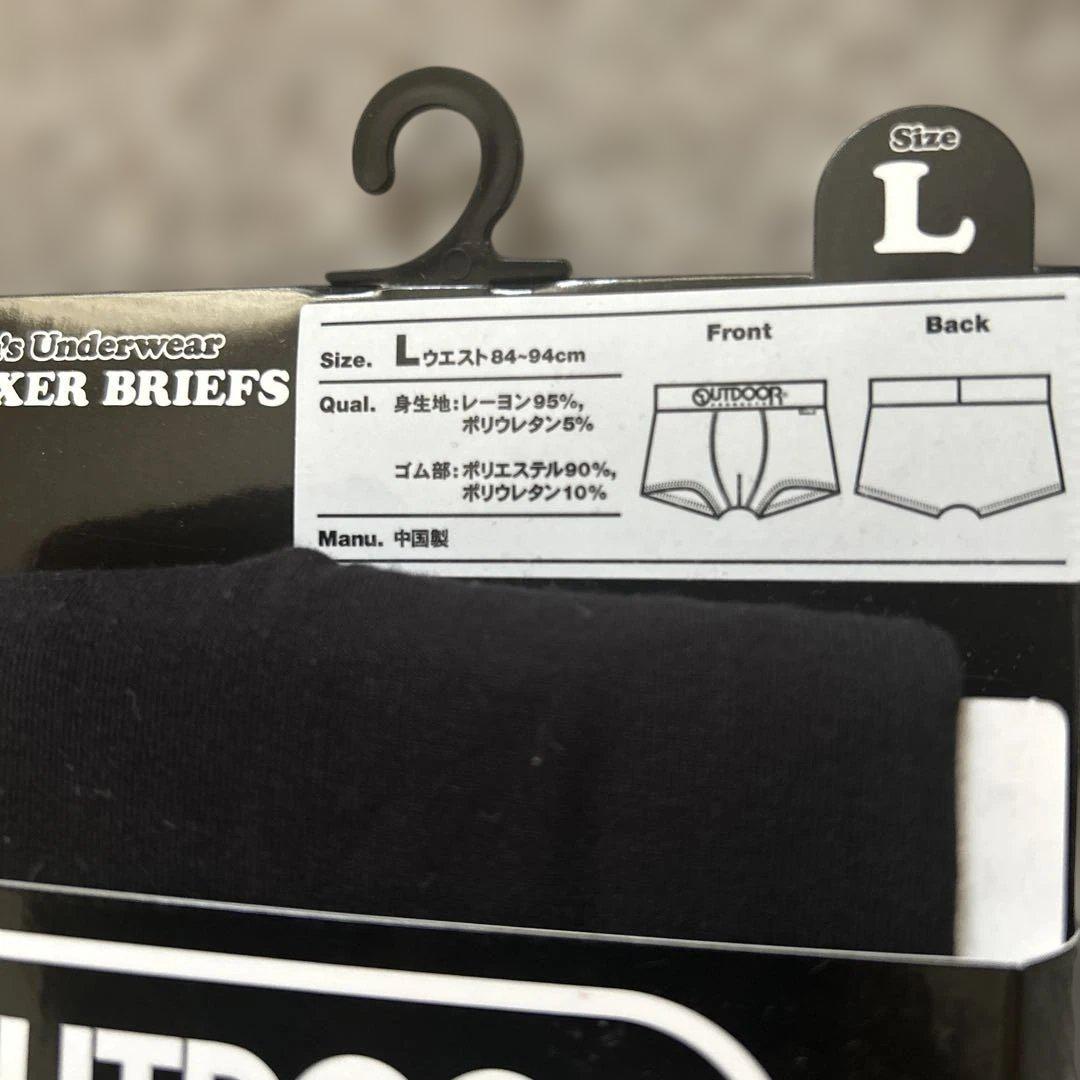 Size
L
's Underwear
XER BRIEFS
Size. L ウエスト84~94cm
Qual. 身生地:レーヨン95%,
ポリウレタン5%
ゴム部:ポリエステル90%,
ポリウレタン10%
Manu. 中国製
Front
Back
OUTDOOR
UTDOO